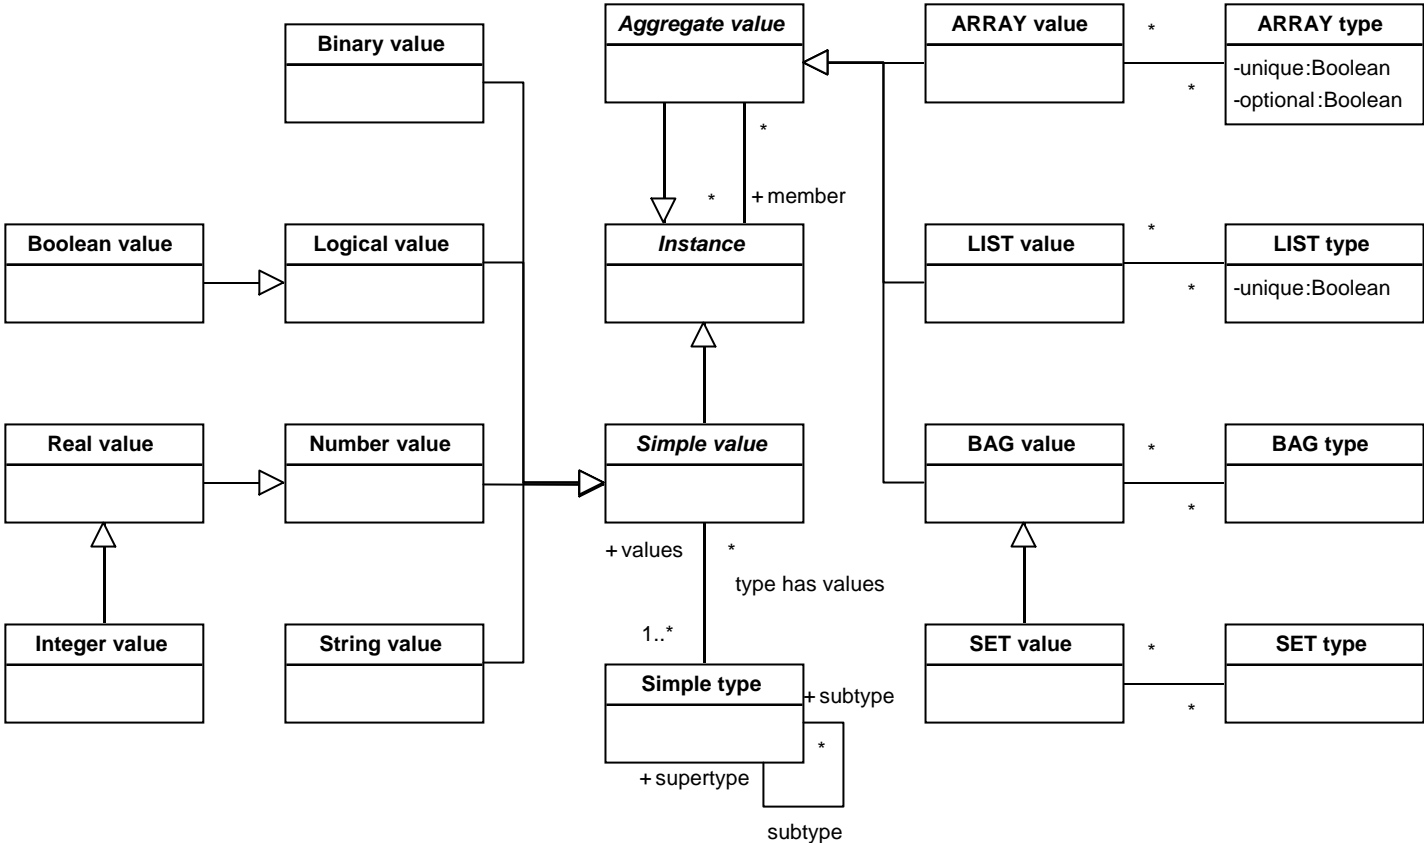 Binary value
Aggregate value
ARRAY value
*
*
ARRAY type
-unique:Boolean
-optional:Boolean
*
*
+ member
Boolean value
Logical value
Instance
LIST value
*
*
LIST type
-unique:Boolean
Real value
Number value
Simple value
BAG value
*
*
BAG type
+ values
*
type has values
1..*
Integer value
String value
Simple type
SET value
*
*
SET type
+ subtype
*
+ supertype
subtype